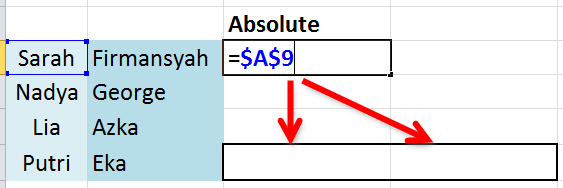 Absolute
Sarah Firmansyah =$A$9
Nadya George
Lia Azka
Putri Eka